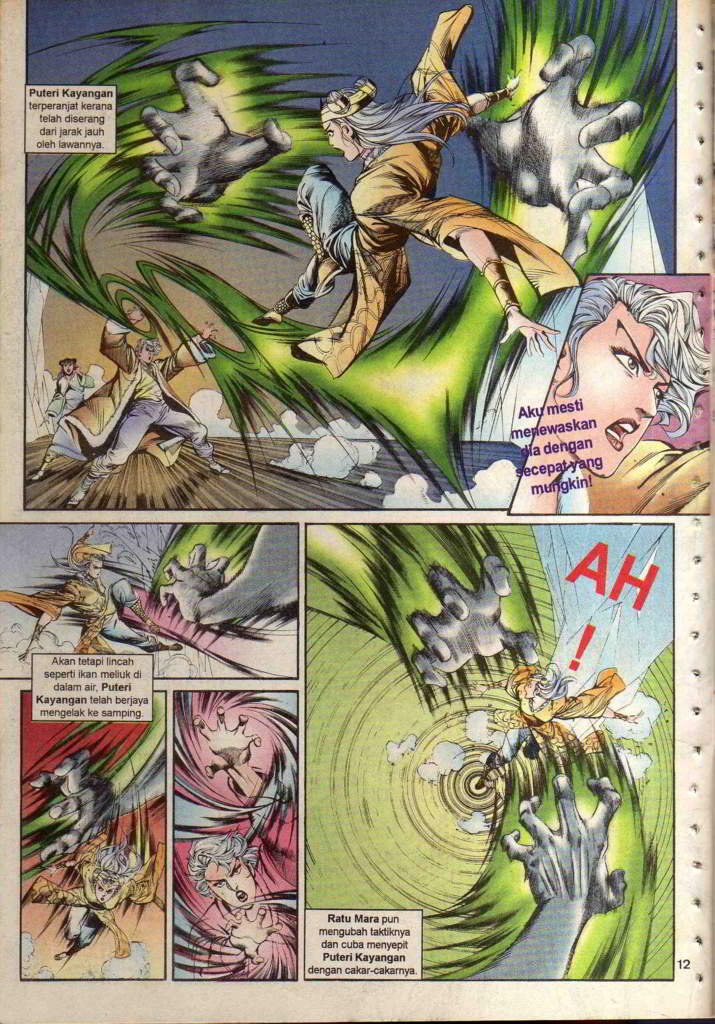 Puteri Kayangan
terperanjat kerana
telah diserang
dari jarak jauh
oleh lawannya.
Aku mesti
menewaskan
dia dengan
secepat yang
mungkin!
Akan tetapi lincah
seperti ikan meliuk di
dalam air, Puteri
Kayangan telah berjaya
mengelak ke samping.
AH
!
Ratu Mara pun
mengubah taktiknya
dan cuba menyepit
Puteri Kayangan
dengan cakar-cakarnya.
12